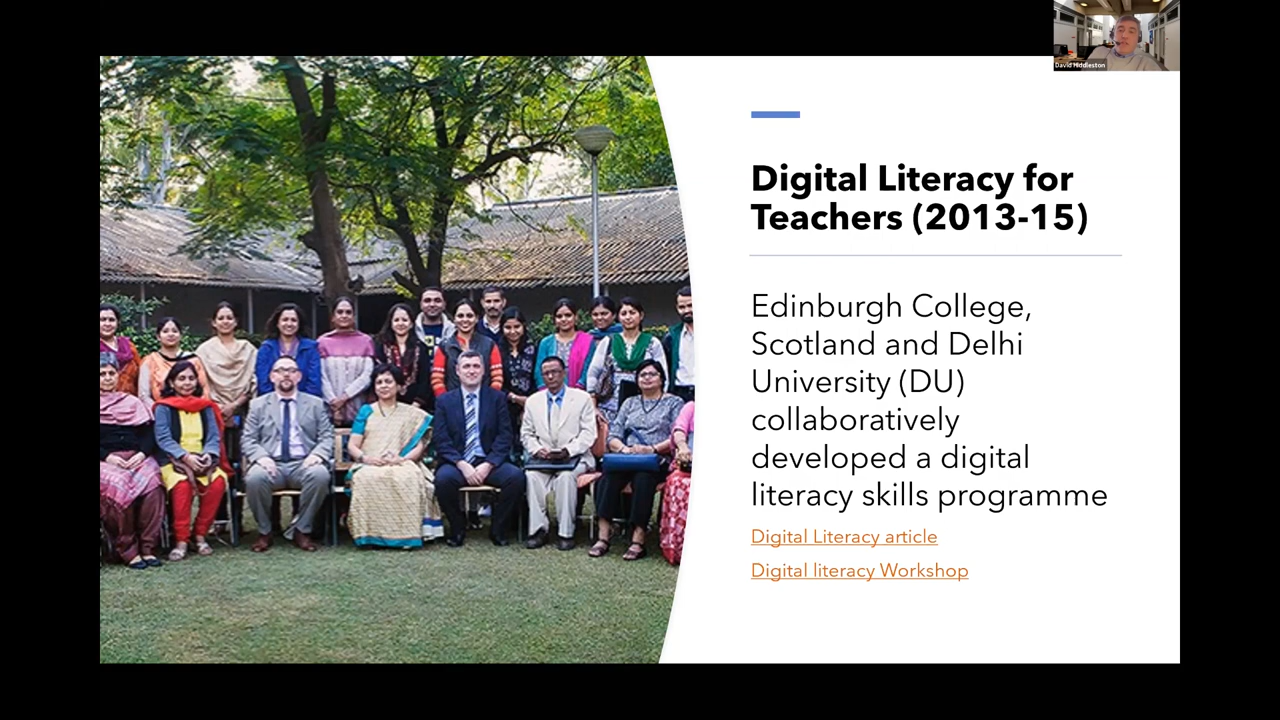 David Hiddleston
Digital Literacy for
Teachers (2013-15)
Edinburgh College,
Scotland and Delhi
University (DU)
collaboratively
developed a digital
literacy skills programme
Digital Literacy article
Digital literacy Workshop